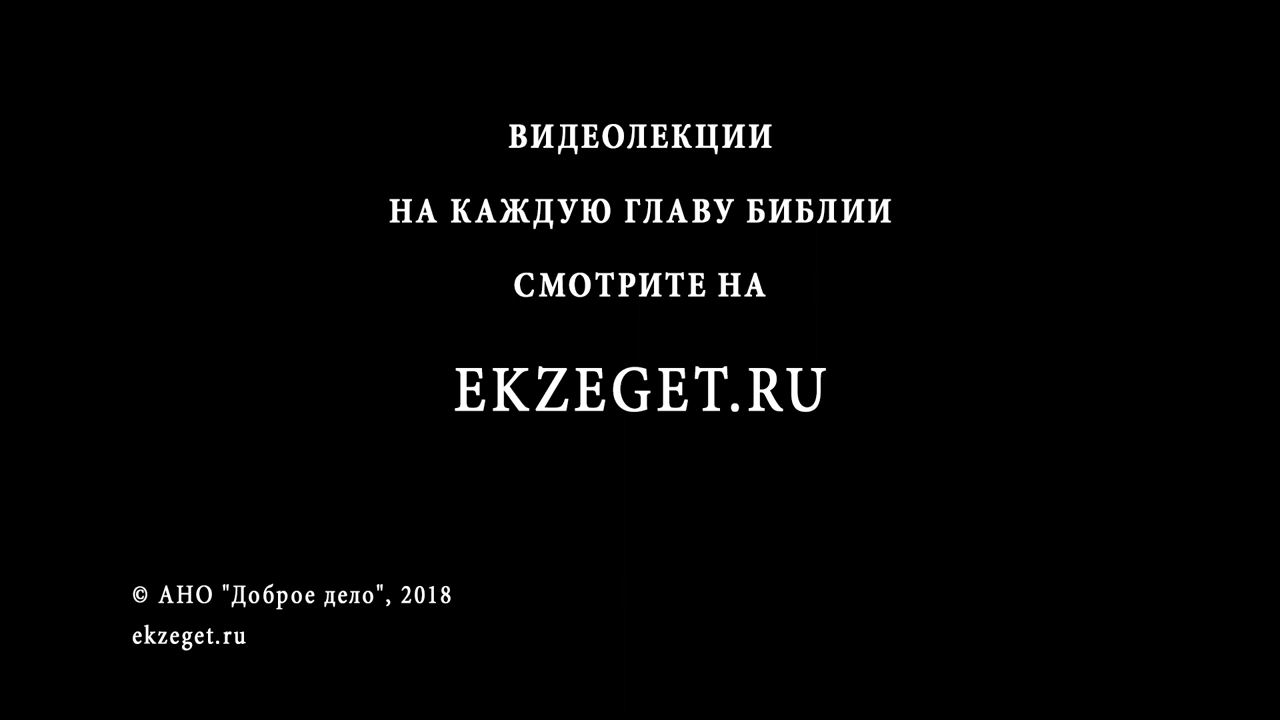 ВИДЕОЛЕКЦИИ
НА КАЖДУЮ ГЛАВУ БИБЛИИ
СМОТРИТЕ НА
EKZEGET.RU
© АНО "Доброе дело", 2018
ekzeget.ru